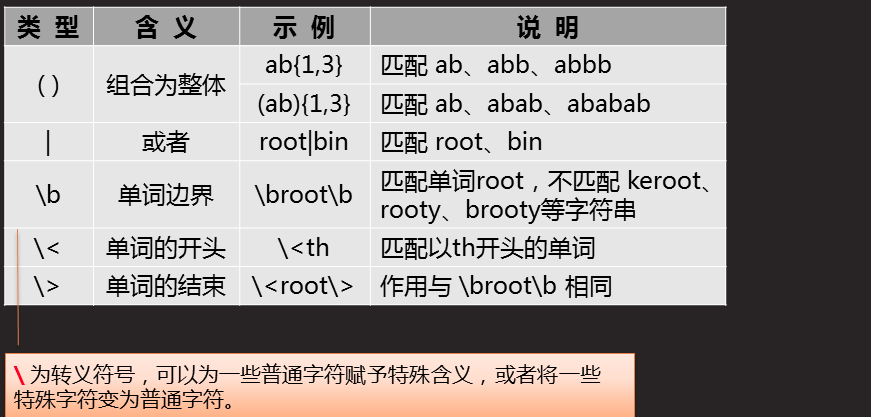 类 型 含 义 示 例 说 明
( ) 组合为整体 ab{1,3} 匹配 ab、abb、abbb
(ab){1,3} 匹配 ab、abab、ababab
| 或者 root|bin 匹配 root、bin
\b 单词边界 \broot\b 匹配单词root，不匹配 keroot、
rooty、brooty等字符串
\< 单词的开头 \<th 匹配以th开头的单词
\> 单词的结束 \<root\> 作用与 \broot\b 相同
\ 为转义符号，可以为一些普通字符赋予特殊含义，或者将一些
特殊字符变为普通字符。